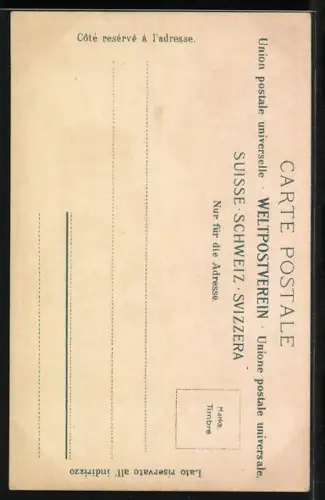 CARTE POSTALE
Union postale universelle · WELTPOSTVEREIN · Unione postale universale.
SUISSE · SCHWEIZ · SVIZZERA
Nur für die Adresse.
Côté resérvé á l'adresse.
Lato riservato all' indirizzo
Marke.
Timbre